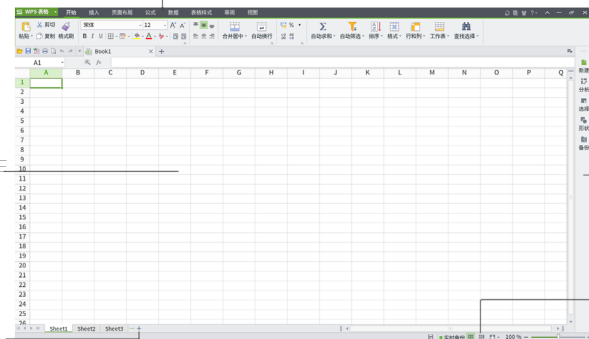 WPS 表格 开始 插入 页面布局 公式 数据 表格样式 审阅 视图
剪切 宋体 12 A A %
粘贴 复制 格式刷 B I U A 合并居中 自动换行 自动求和 自动筛选 排序 格式 行和列 工作表 查找选择
Book1 ×
A1 fx
A B C D E F G H I J K L M N O P Q
1
2
3
4
5
6
7
8
9
10
11
12
13
14
15
16
17
18
19
20
21
22
23
24
25
26
新建
分析
选择
形状
备份
Sheet1 Sheet2 Sheet3 ... +
实时备份 100 %